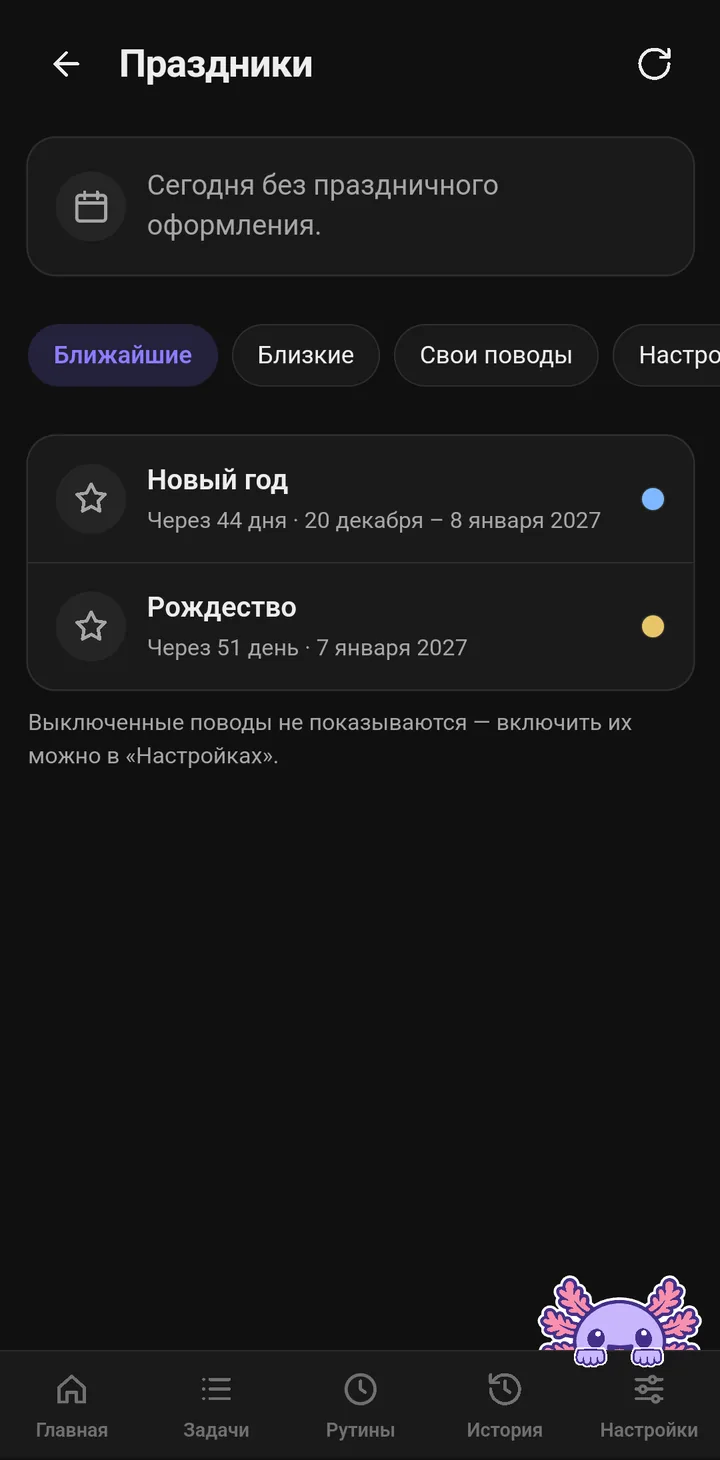 Праздники
Сегодня без праздничного
оформления.
Ближайшие
Близкие
Свои поводы
Настро
Новый год
Через 44 дня · 20 декабря – 8 января 2027
Рождество
Через 51 день · 7 января 2027
Выключенные поводы не показываются — включить их
можно в «Настройках».
Главная
Задачи
Рутины
История
Настройки